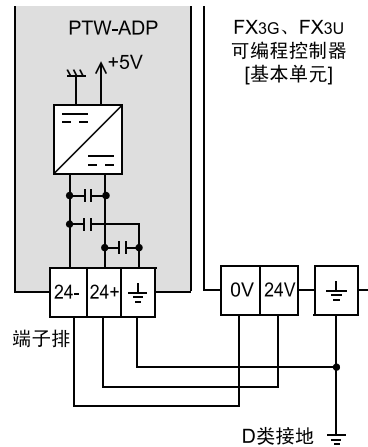 PTW-ADP
+5V
FX3G、FX3U
可编程控制器
[基本单元]
24-
24+
0V
24V
端子排
D类接地